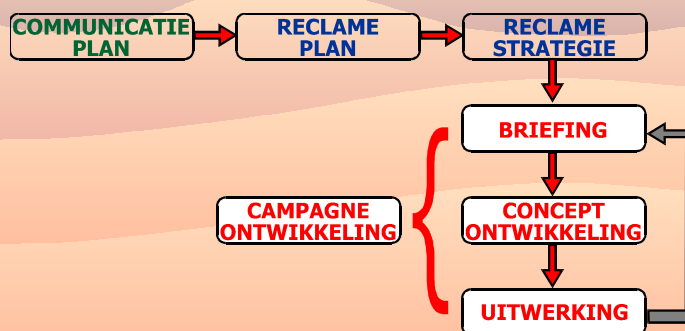 COMMUNICATIE
PLAN
RECLAME
PLAN
RECLAME
STRATEGIE
BRIEFING
CAMPAGNE
ONTWIKKELING
CONCEPT
ONTWIKKELING
UITWERKING